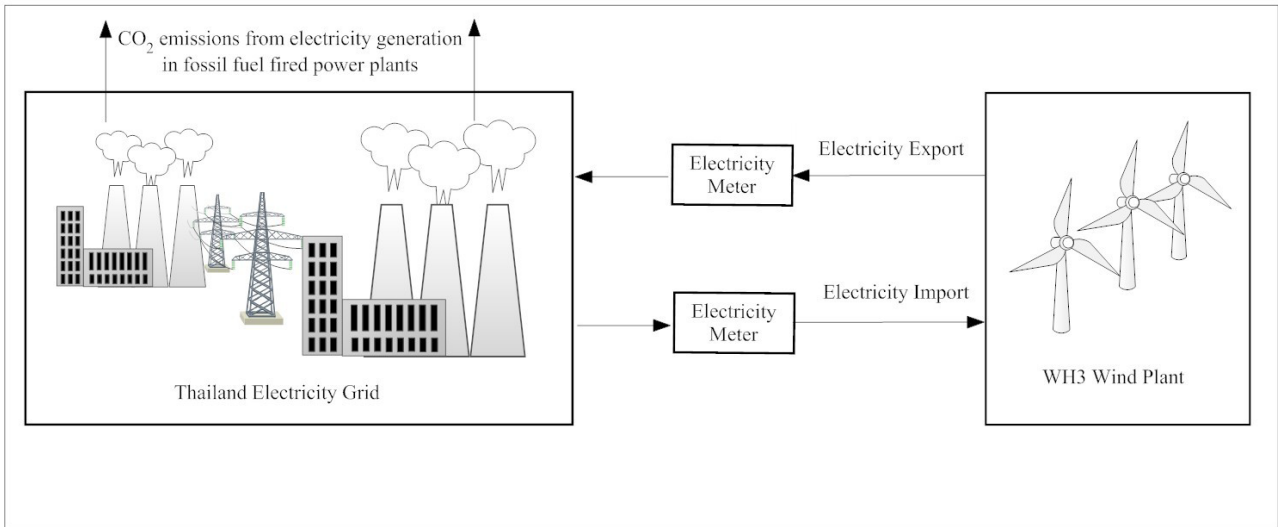 CO₂ emissions from electricity generation
in fossil fuel fired power plants
Electricity
Meter
Electricity Export
Electricity
Meter
Electricity Import
Thailand Electricity Grid
WH3 Wind Plant